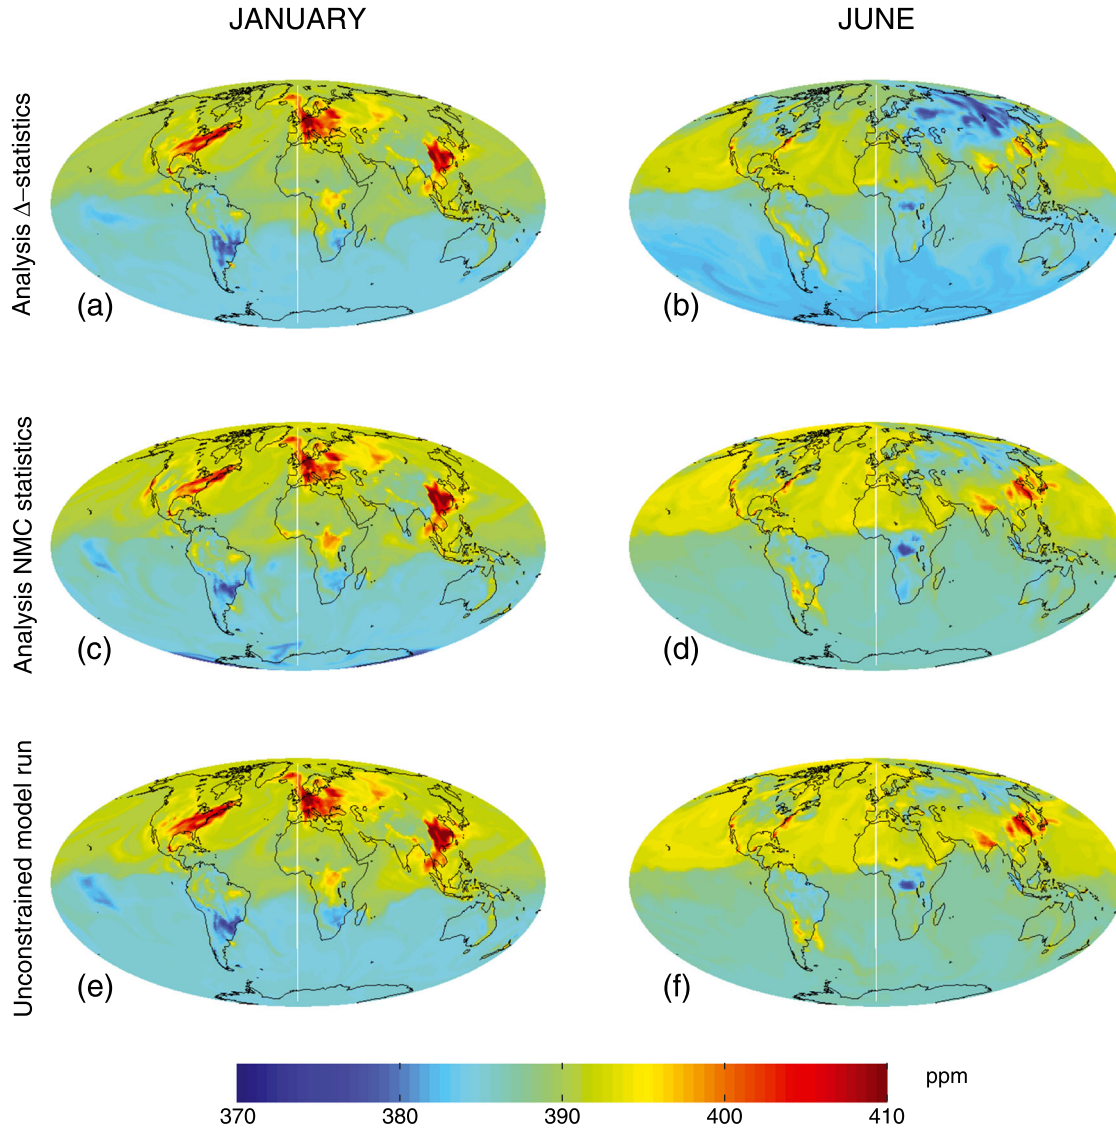 JANUARY
JUNE
Analysis Δ−statistics
(a)
(b)
Analysis NMC statistics
(c)
(d)
Unconstrained model run
(e)
(f)
370
380
390
400
410
ppm